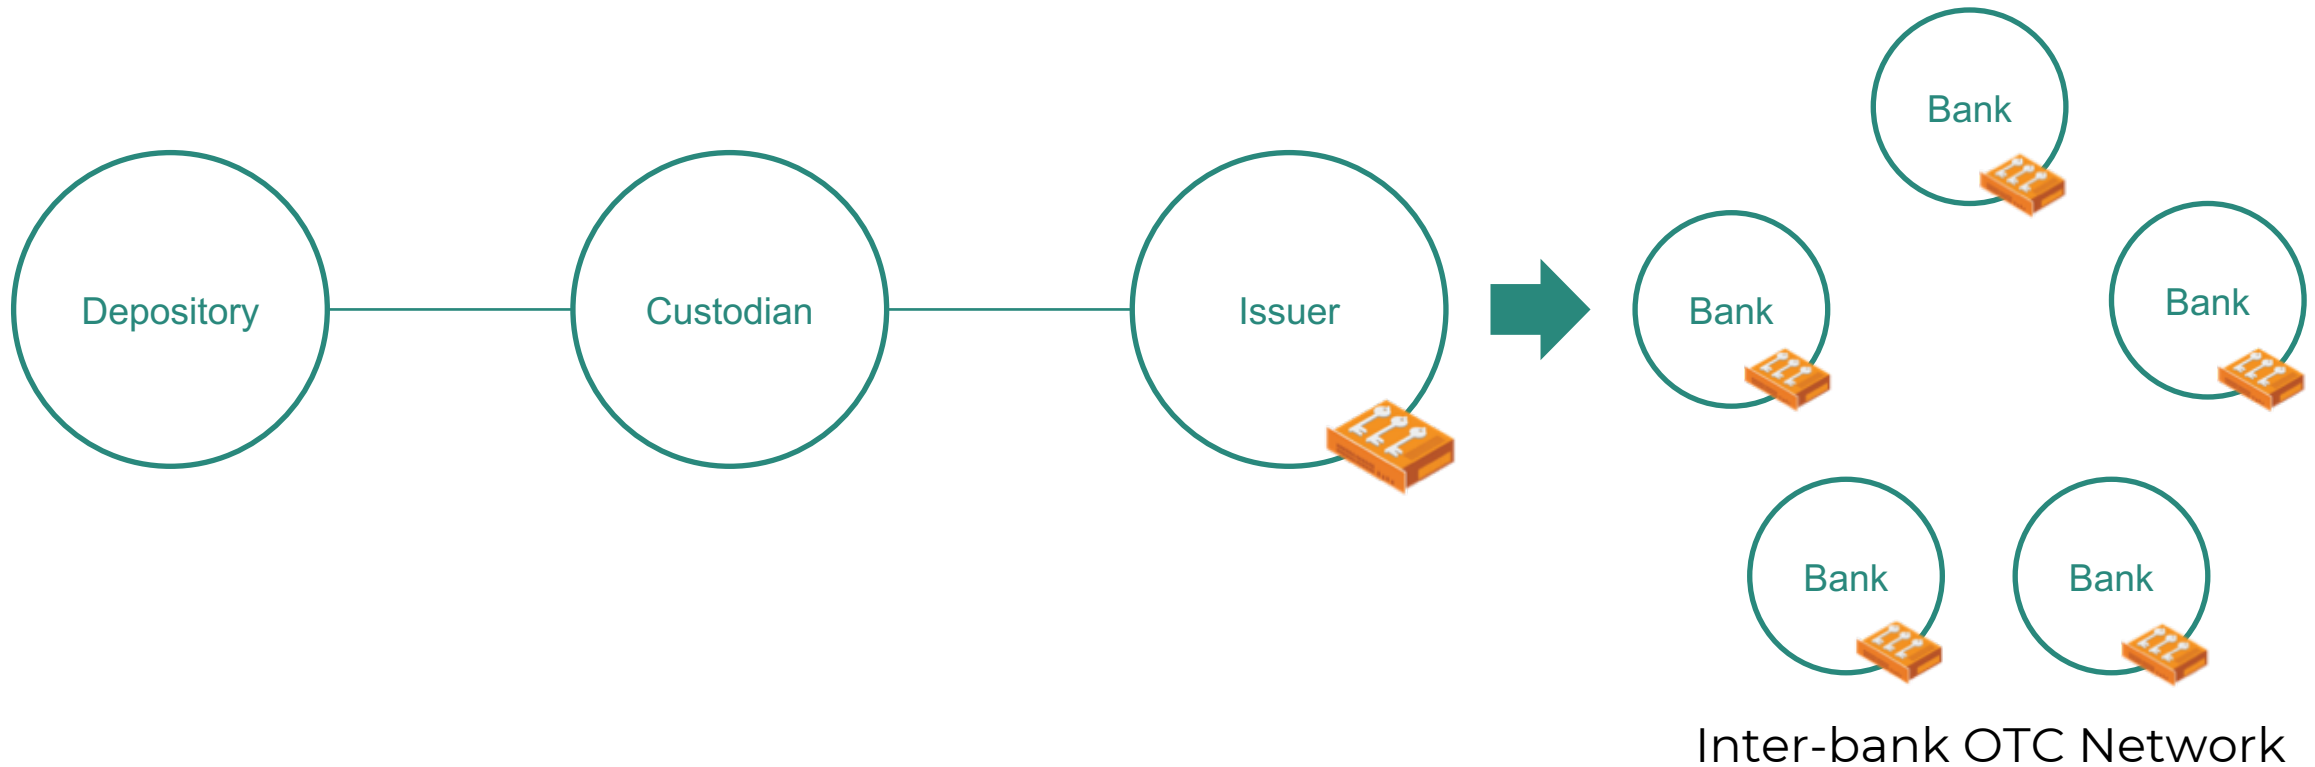 Depository
Custodian
Issuer
Bank
Bank
Bank
Bank
Bank
Inter-bank OTC Network